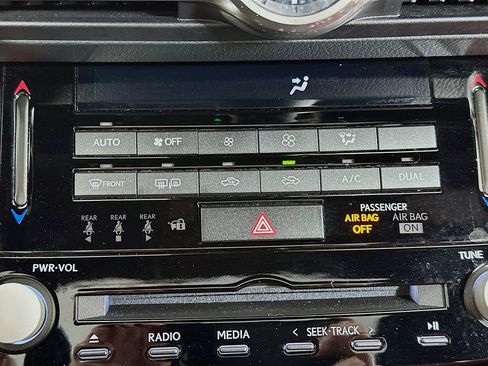 AUTO OFF
FRONT A/C DUAL
REAR REAR REAR
PASSENGER
AIR BAG OFF
AIR BAG ON
PWR·VOL
TUNE
RADIO MEDIA < SEEK·TRACK >